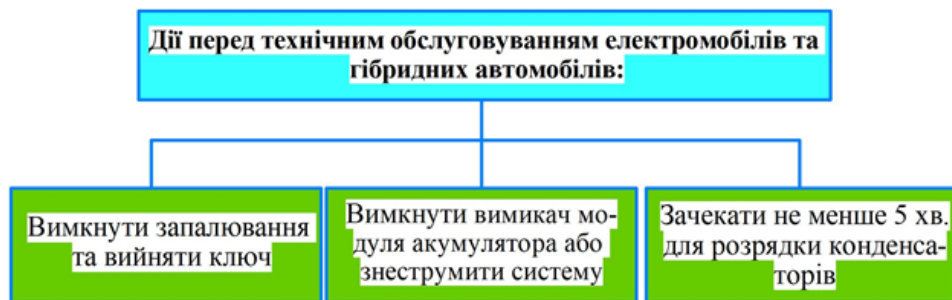 Дії перед технічним обслуговуванням електромобілів та
гібридних автомобілів:
Вимкнути запалювання
та вийняти ключ
Вимкнути вимикач мо-
дуля акумулятора або
знеструмити систему
Зачекати не менше 5 хв.
для розрядки конденса-
торів